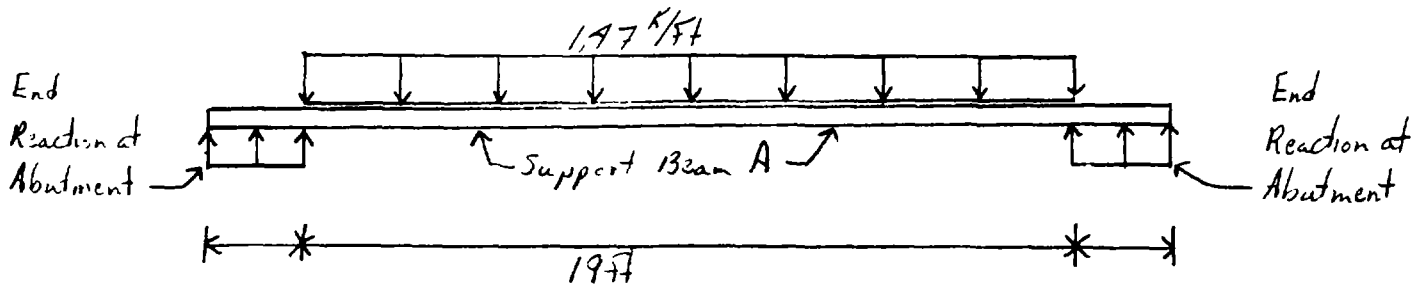 1.47 K/Ft
End
Reaction at
Abutment
Support Beam A
End
Reaction at
Abutment
19 Ft